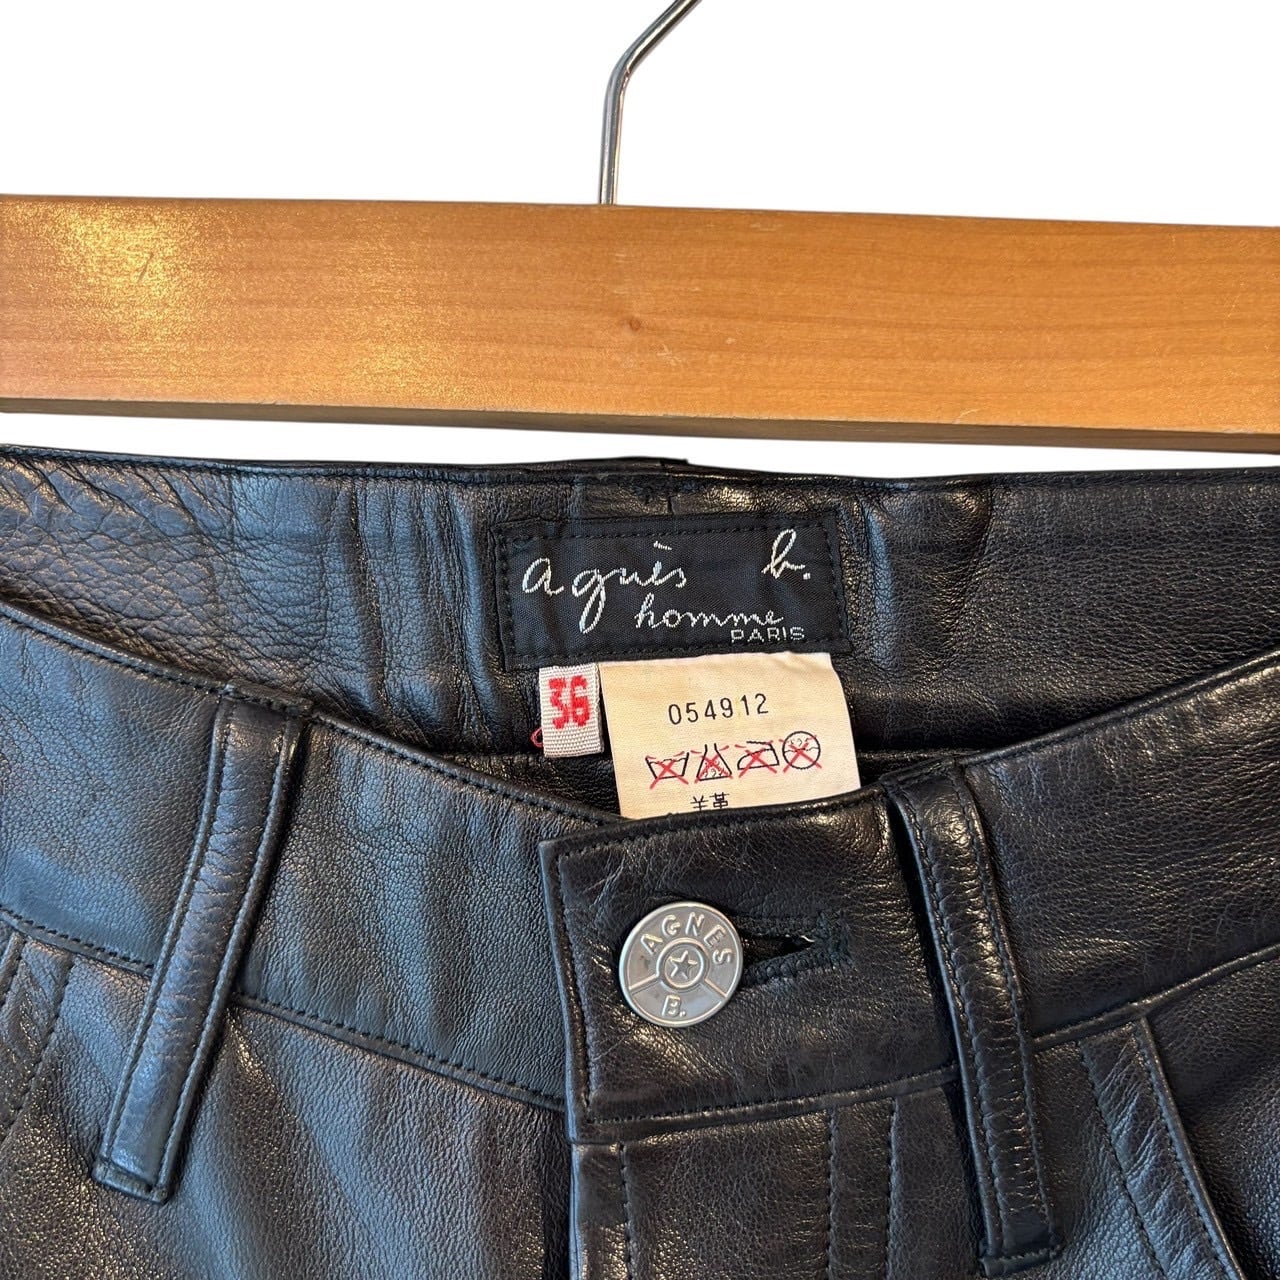 agnès b.
homme
PARIS
36
054912
羊革
AGNES
B.